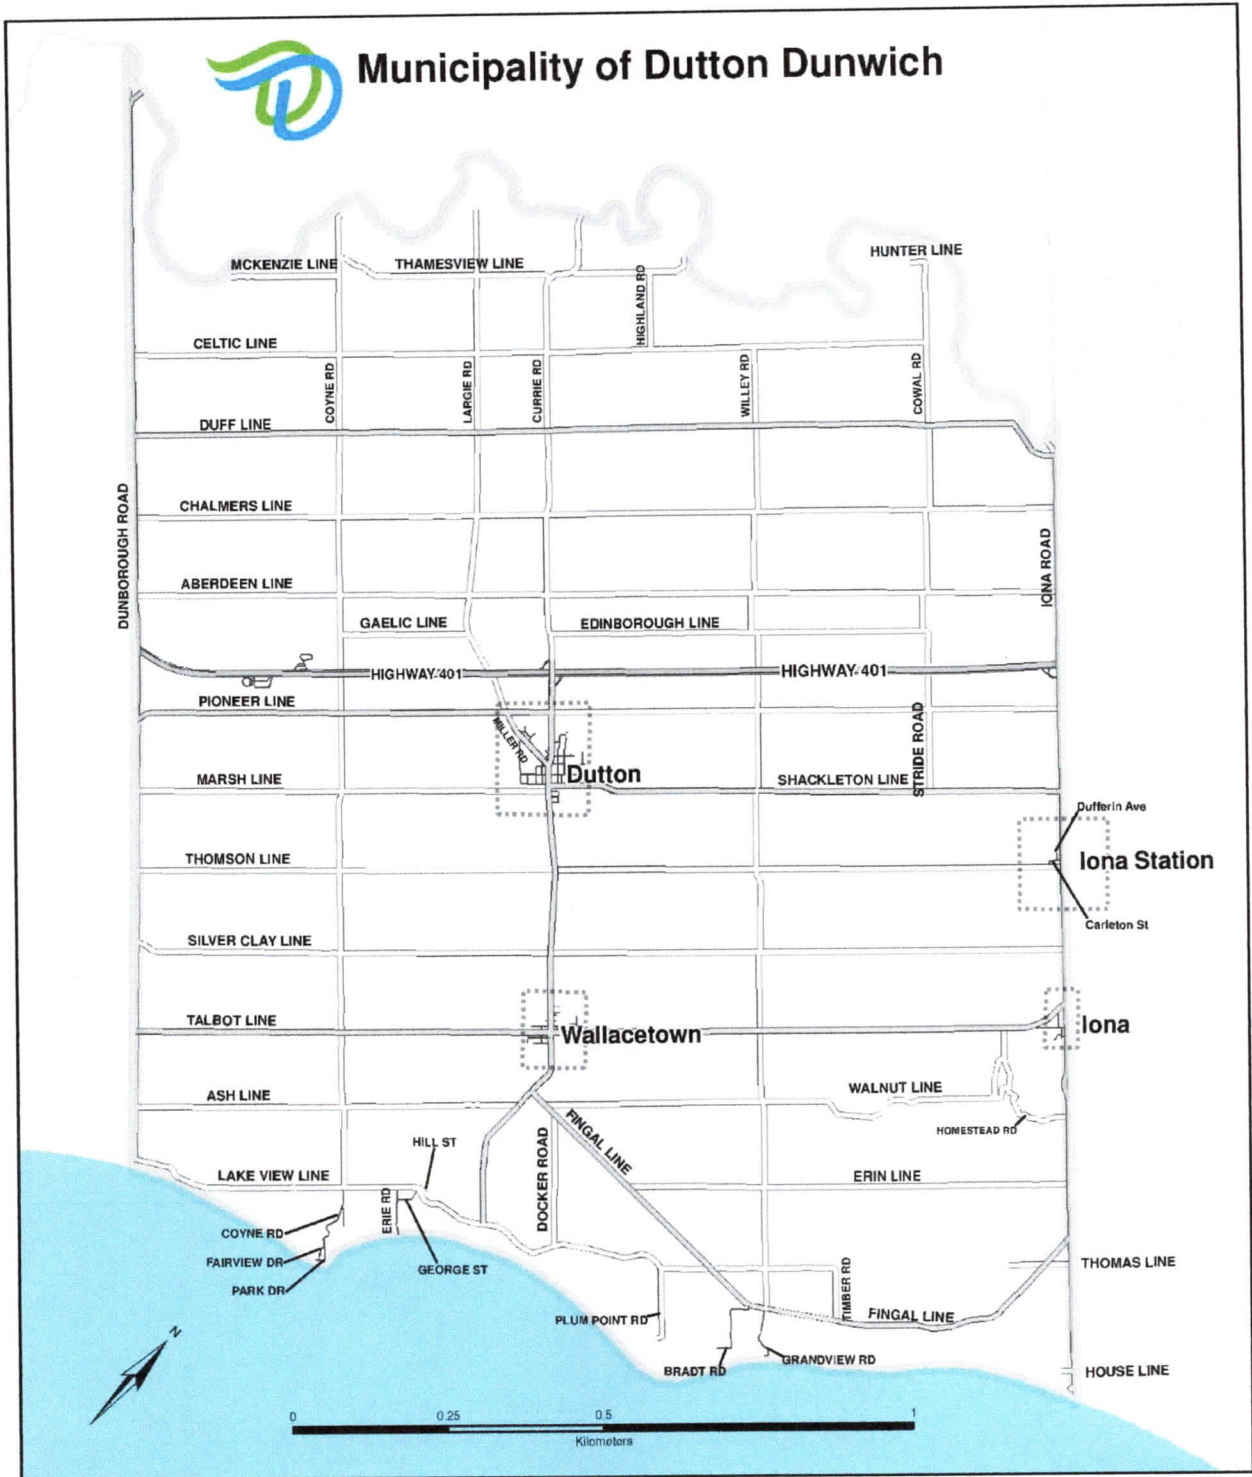 Municipality of Dutton Dunwich
HUNTER LINE
MCKENZIE LINE
THAMESVIEW LINE
HIGHLAND RD
CELTIC LINE
COYNE RD
LARGIE RD
CURRIE RD
WILLEY RD
COWAL RD
DUFF LINE
CHALMERS LINE
DUNBOROUGH ROAD
IONA ROAD
ABERDEEN LINE
GAELIC LINE
EDINBOROUGH LINE
HIGHWAY 401
HIGHWAY 401
PIONEER LINE
MILLER RD
STRIDE ROAD
Dutton
MARSH LINE
SHACKLETON LINE
Dufferin Ave
THOMSON LINE
Iona Station
Carleton St
SILVER CLAY LINE
TALBOT LINE
Wallacetown
Iona
ASH LINE
WALNUT LINE
FINGAL LINE
HOMESTEAD RD
HILL ST
DOCKER ROAD
LAKE VIEW LINE
ERIN LINE
ERIE RD
COYNE RD
FAIRVIEW DR
GEORGE ST
PARK DR
THOMAS LINE
TIMBER RD
PLUM POINT RD
FINGAL LINE
GRANDVIEW RD
BRADT RD
HOUSE LINE
N
0 0.25 0.5 1
Kilometers